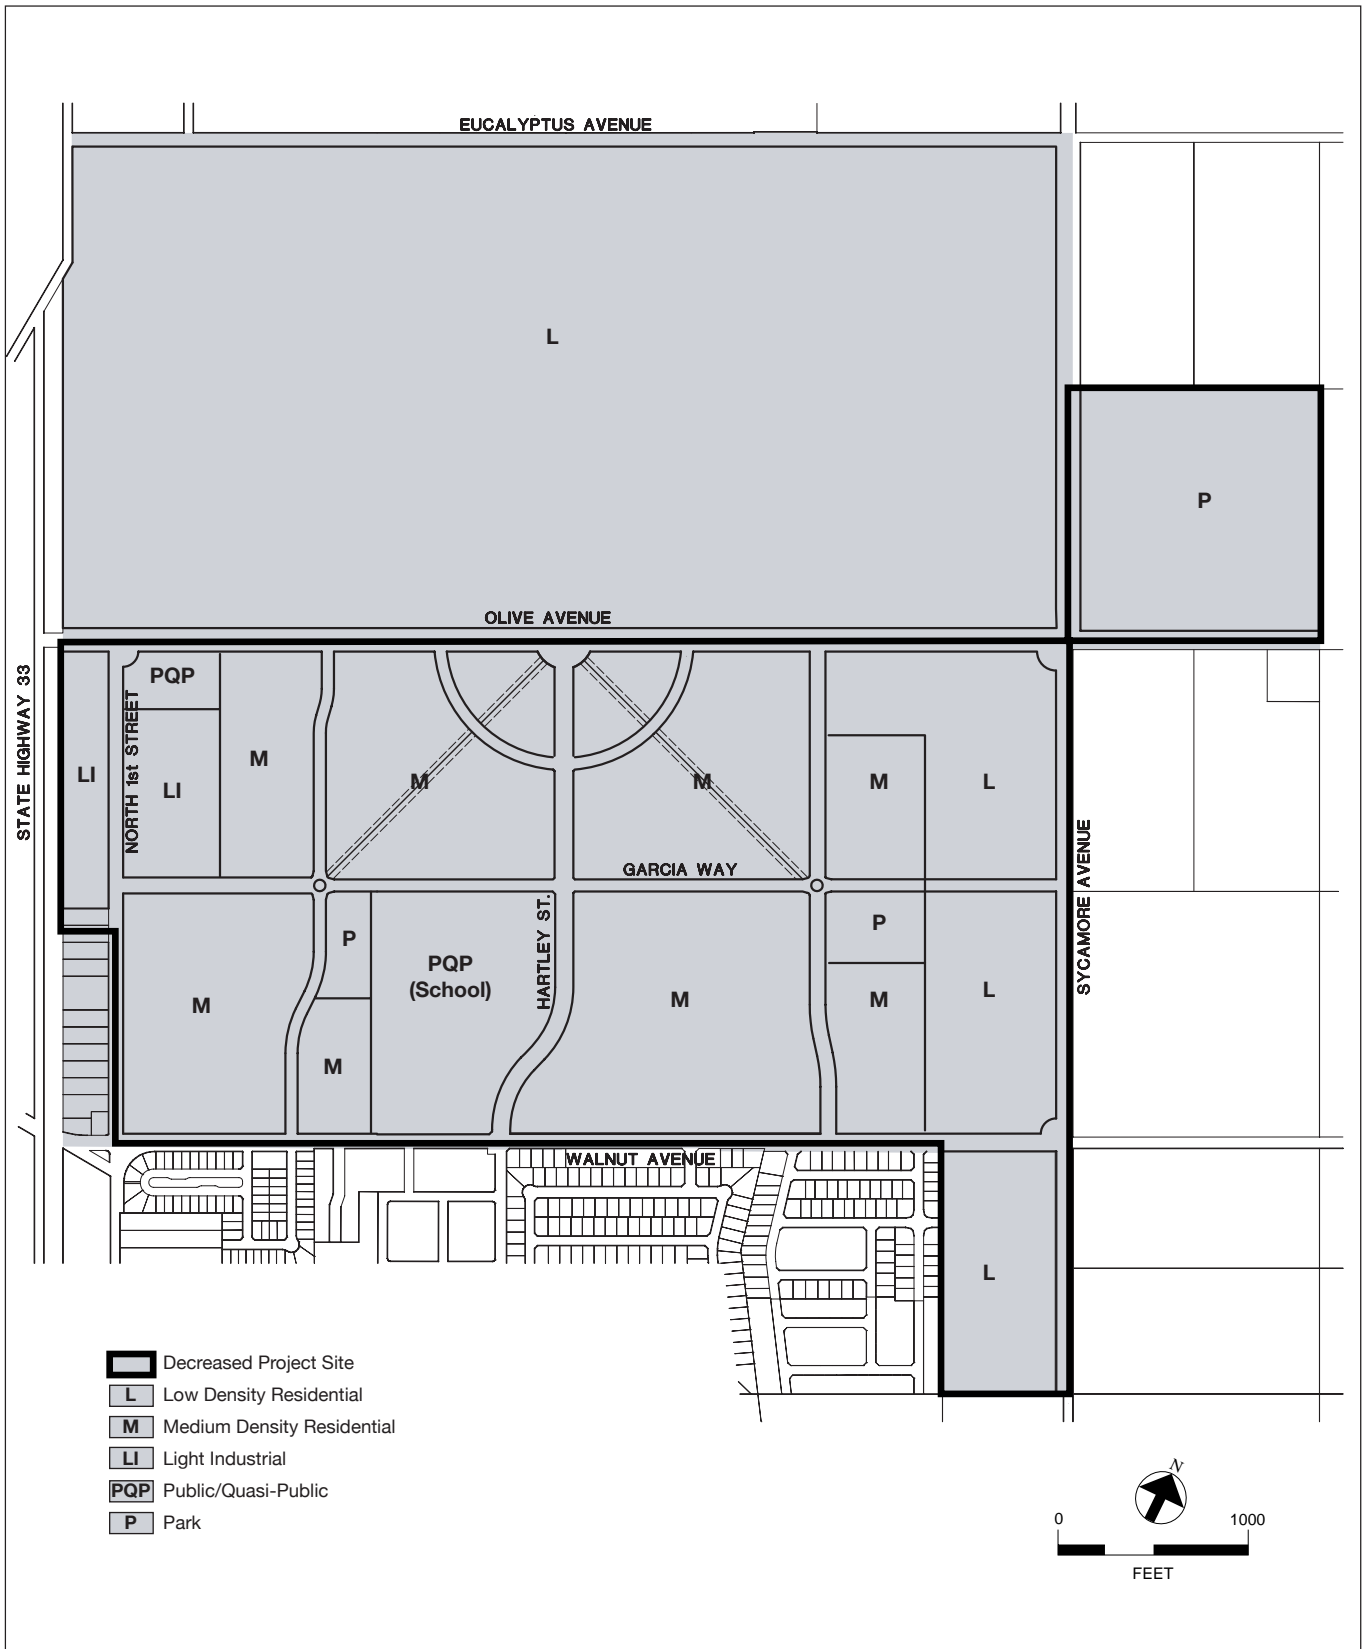 EUCALYPTUS AVENUE
L
P
OLIVE AVENUE
STATE HIGHWAY 33
PQP
NORTH 1st STREET
LI
LI
M
M
M
M
L
GARCIA WAY
SYCAMORE AVENUE
HARTLEY ST.
P
P
PQP
(School)
M
M
M
L
M
WALNUT AVENUE
L
Decreased Project Site
L Low Density Residential
M Medium Density Residential
LI Light Industrial
PQP Public/Quasi-Public
P Park
N
0 1000
FEET